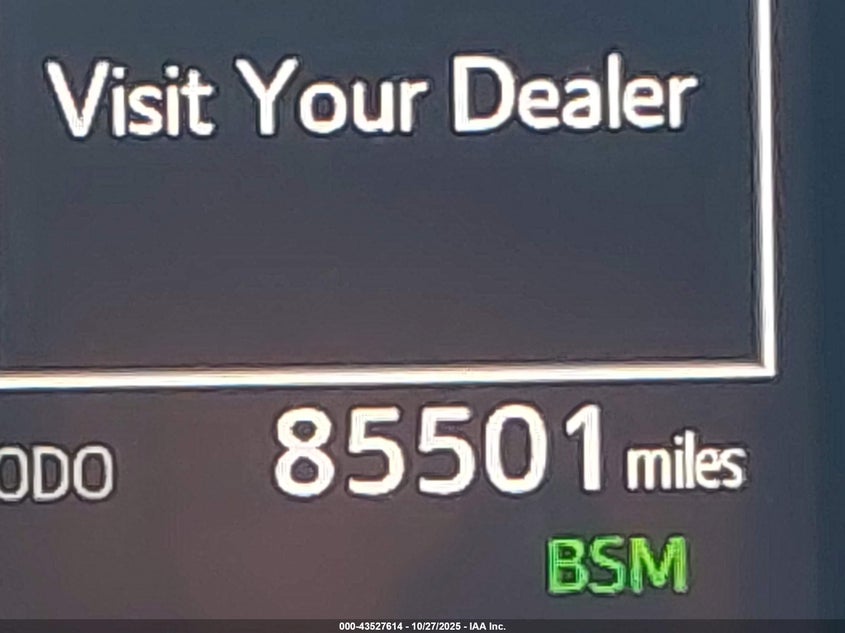 Visit Your Dealer
ODO 85501 miles
BSM
000-43527614 - 10/27/2025 - IAA Inc.